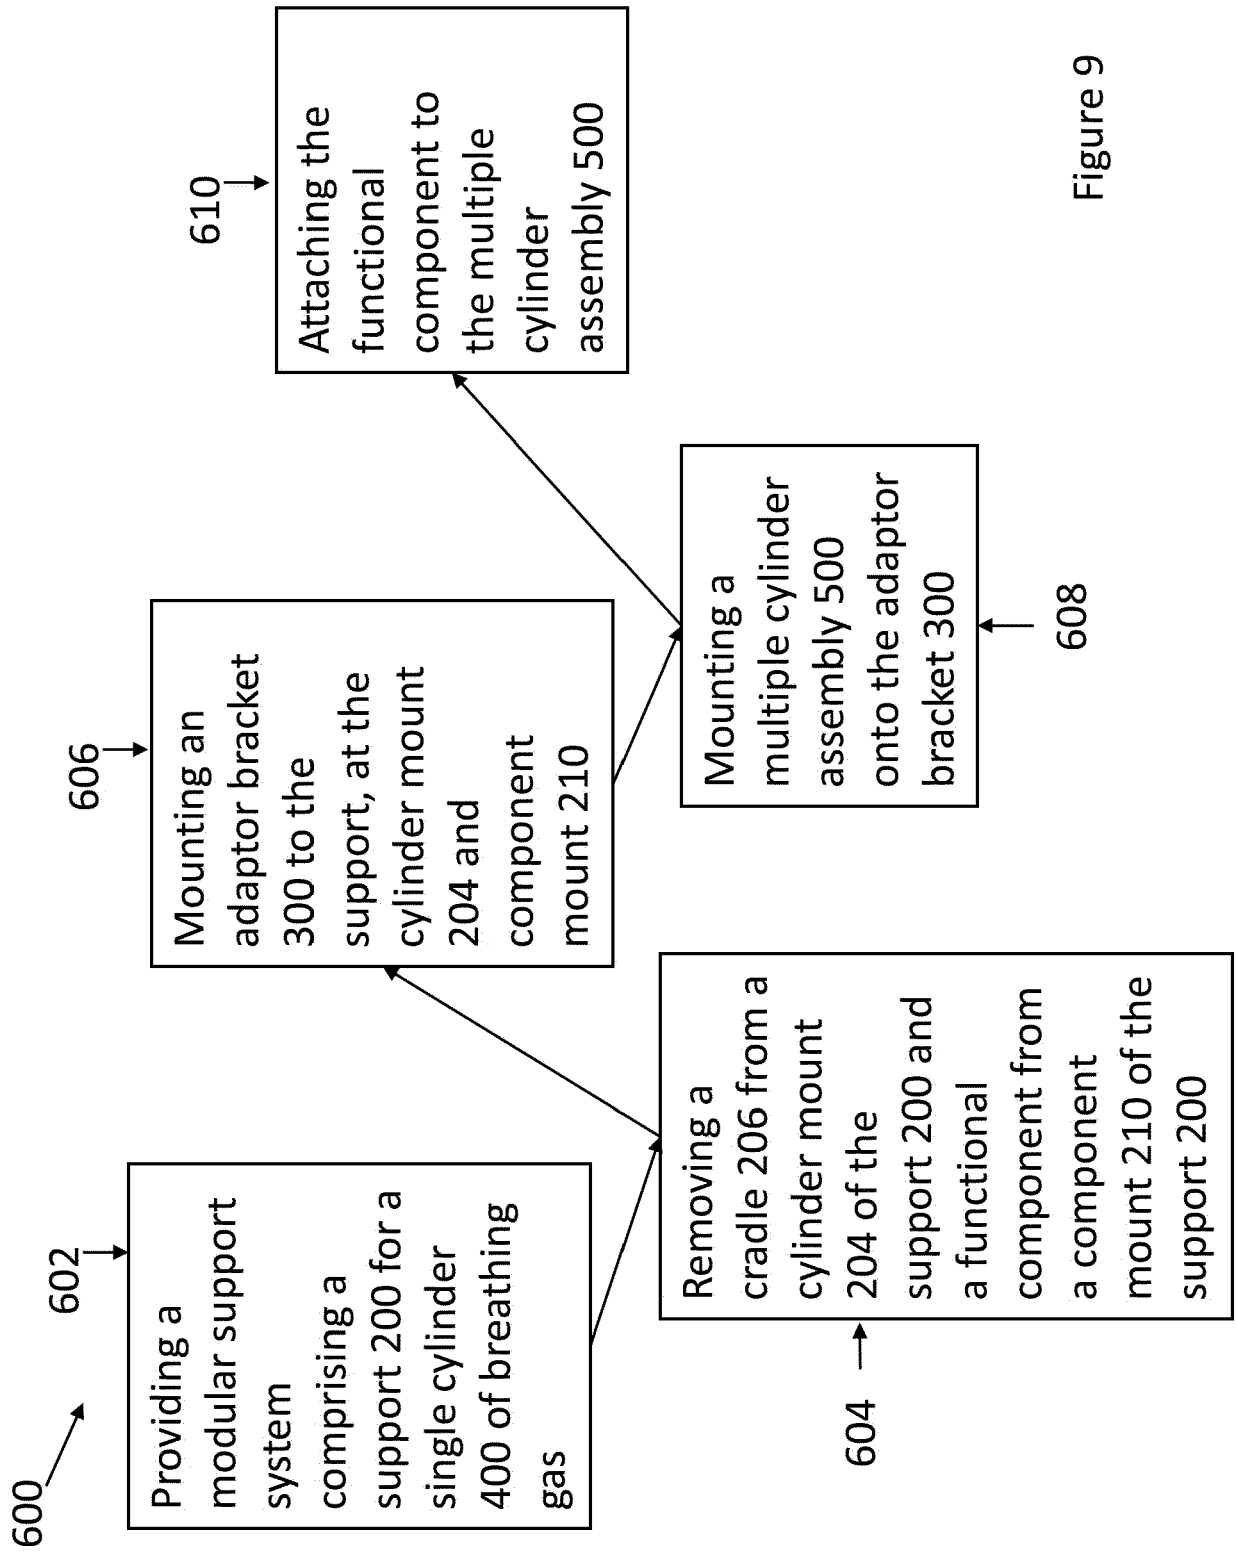 600
602
Providing a
modular support
system
comprising a
support 200 for a
single cylinder
400 of breathing
gas
604
Removing a
cradle 206 from a
cylinder mount
204 of the
support 200 and
a functional
component from
a component
mount 210 of the
support 200
606
Mounting an
adaptor bracket
300 to the
support, at the
cylinder mount
204 and
component
mount 210
608
Mounting a
multiple cylinder
assembly 500
onto the adaptor
bracket 300
610
Attaching the
functional
component to
the multiple
cylinder
assembly 500
Figure 9